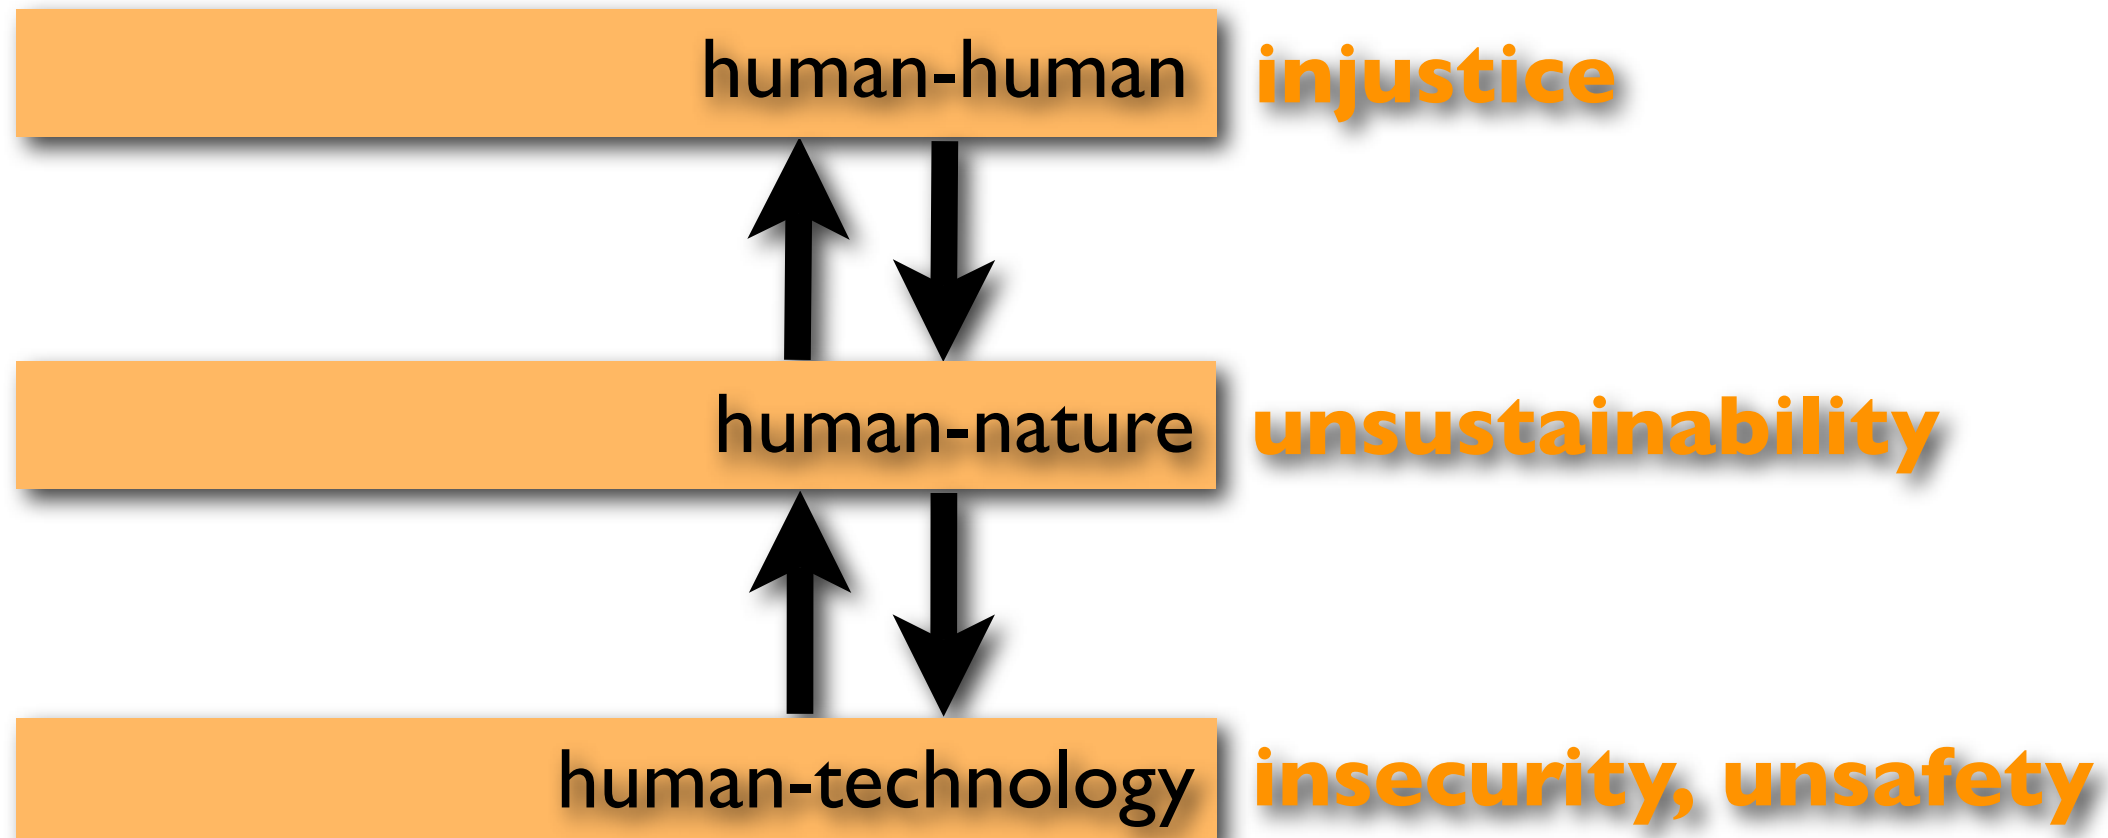 human-human injustice
human-nature unsustainability
human-technology insecurity, unsafety